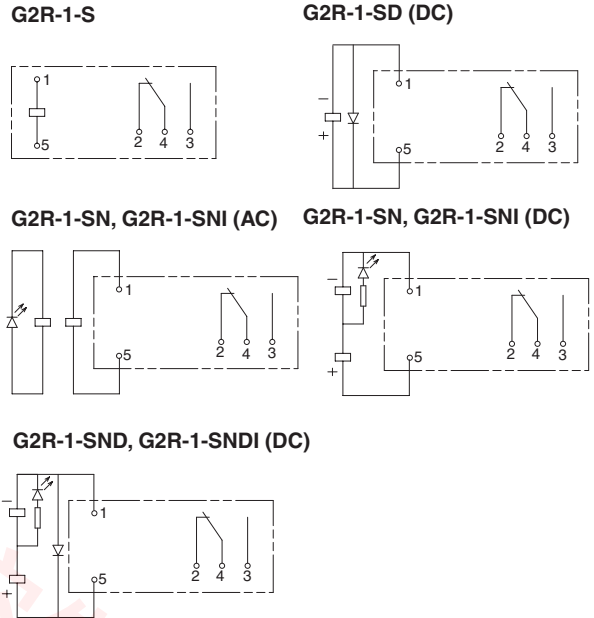 G2R-1-S
1
5
2 4 3
G2R-1-SD (DC)
−
+
1
5
2 4 3
G2R-1-SN, G2R-1-SNI (AC)
1
5
2 4 3
G2R-1-SN, G2R-1-SNI (DC)
−
+
1
5
2 4 3
G2R-1-SND, G2R-1-SNDI (DC)
−
+
1
5
2 4 3